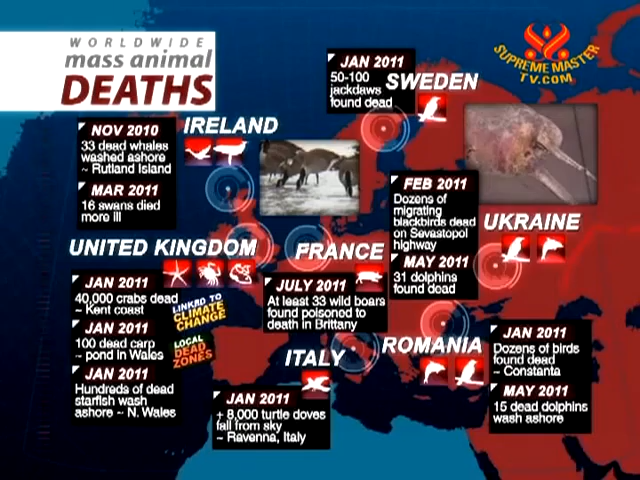 WORLDWIDE
mass animal
DEATHS
SUPREME MASTER
TV.COM
JAN 2011
50-100
jackdaws
found dead
SWEDEN
NOV 2010
33 dead whales
washed ashore
~ Rutland Island
IRELAND
MAR 2011
16 swans died
more ill
FEB 2011
Dozens of
migrating
blackbirds dead
on Sevastopol
highway
MAY 2011
31 dolphins
found dead
UKRAINE
UNITED KINGDOM
JAN 2011
40,000 crabs dead
~ Kent coast
JAN 2011
100 dead carp
~ pond in Wales
JAN 2011
Hundreds of dead
starfish wash
ashore ~ N. Wales
LINKED TO
CLIMATE
CHANGE
LOCAL
DEAD
ZONES
FRANCE
JULY 2011
At least 33 wild boars
found poisoned to
death in Brittany
ITALY
JAN 2011
+ 8,000 turtle doves
fall from sky
~ Ravenna, Italy
ROMANIA
JAN 2011
Dozens of birds
found dead
~ Constanta
MAY 2011
15 dead dolphins
wash ashore